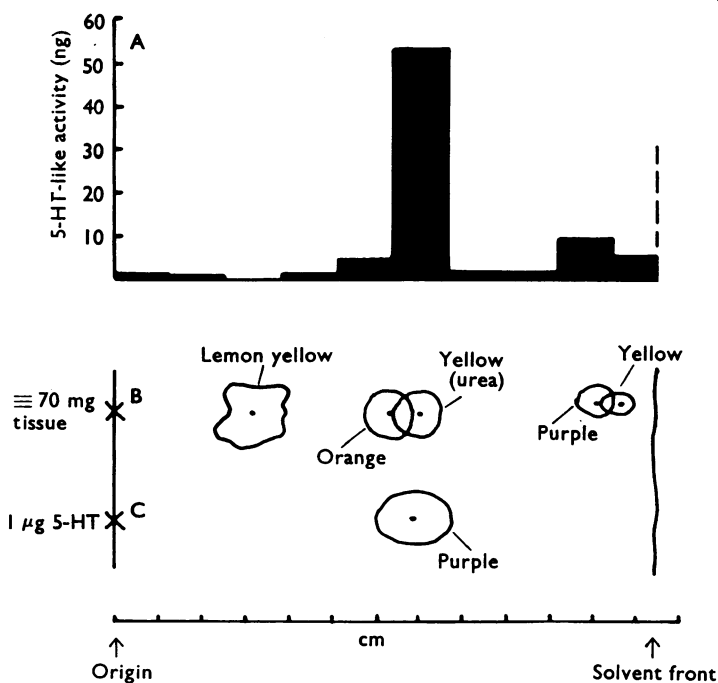 60
50
40
30
20
10
5-HT-like activity (ng)
A
Lemon yellow
Yellow
(urea)
Yellow
≡ 70 mg
tissue
B
Orange
Purple
1 μg 5-HT
C
Purple
cm
Origin
Solvent front